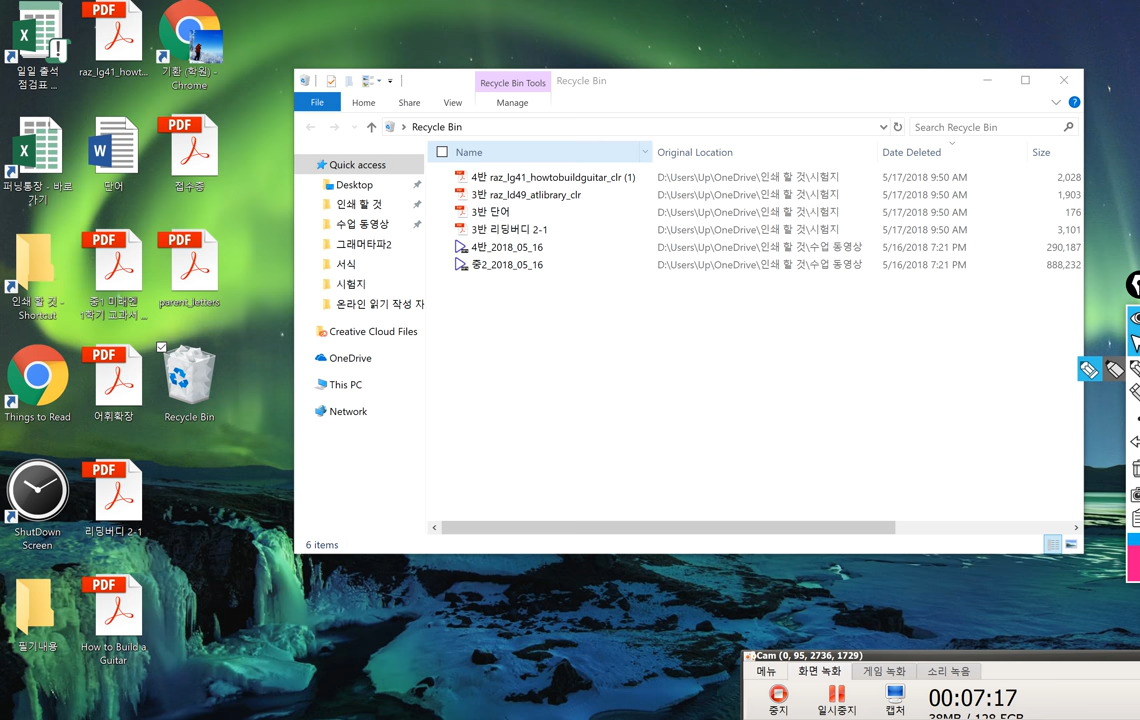 일일 출석
점검표 ...
raz_lg41_howt...
기환 (학원) -
Chrome
퍼닝통장 - 바로
가기
단어
접수증
인쇄 할 것 -
Shortcut
중1 미래엔
1학기 교과서 ...
parent_letters
Things to Read
어휘확장
Recycle Bin
ShutDown
Screen
리딩버디 2-1
필기내용
How to Build a
Guitar
Recycle Bin Tools
Recycle Bin
File
Home
Share
View
Manage
Recycle Bin
Search Recycle Bin
Quick access
Desktop
인쇄 할 것
수업 동영상
그래머타파2
서식
시험지
온라인 읽기 작성 자
Creative Cloud Files
OneDrive
This PC
Network
Name Original Location Date Deleted Size
4반 raz_lg41_howtobuildguitar_clr (1) D:\Users\Up\OneDrive\인쇄 할 것\시험지 5/17/2018 9:50 AM 2,028
3반 raz_ld49_atlibrary_clr D:\Users\Up\OneDrive\인쇄 할 것\시험지 5/17/2018 9:50 AM 1,903
3반 단어 D:\Users\Up\OneDrive\인쇄 할 것\시험지 5/17/2018 9:50 AM 176
3반 리딩버디 2-1 D:\Users\Up\OneDrive\인쇄 할 것\시험지 5/17/2018 9:50 AM 3,101
4반_2018_05_16 D:\Users\Up\OneDrive\인쇄 할 것\수업 동영상 5/16/2018 7:21 PM 290,187
중2_2018_05_16 D:\Users\Up\OneDrive\인쇄 할 것\수업 동영상 5/16/2018 7:21 PM 888,232
6 items
oCam (0, 95, 2736, 1729)
메뉴 화면 녹화 게임 녹화 소리 녹음
중지 일시중지 캡처
00:07:17
38MB / 128.5GB